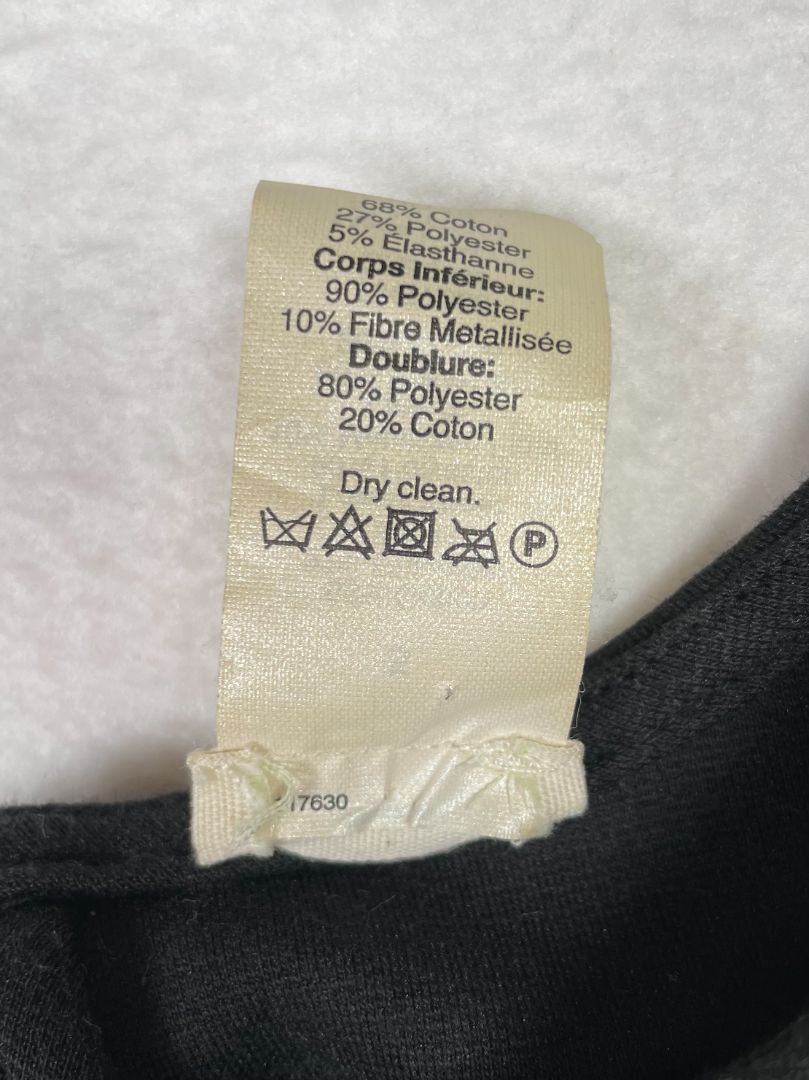 68% Coton
27% Polyester
5% Élasthanne
Corps Inférieur:
90% Polyester
10% Fibre Metallisée
Doublure:
80% Polyester
20% Coton
Dry clean.
P
17630